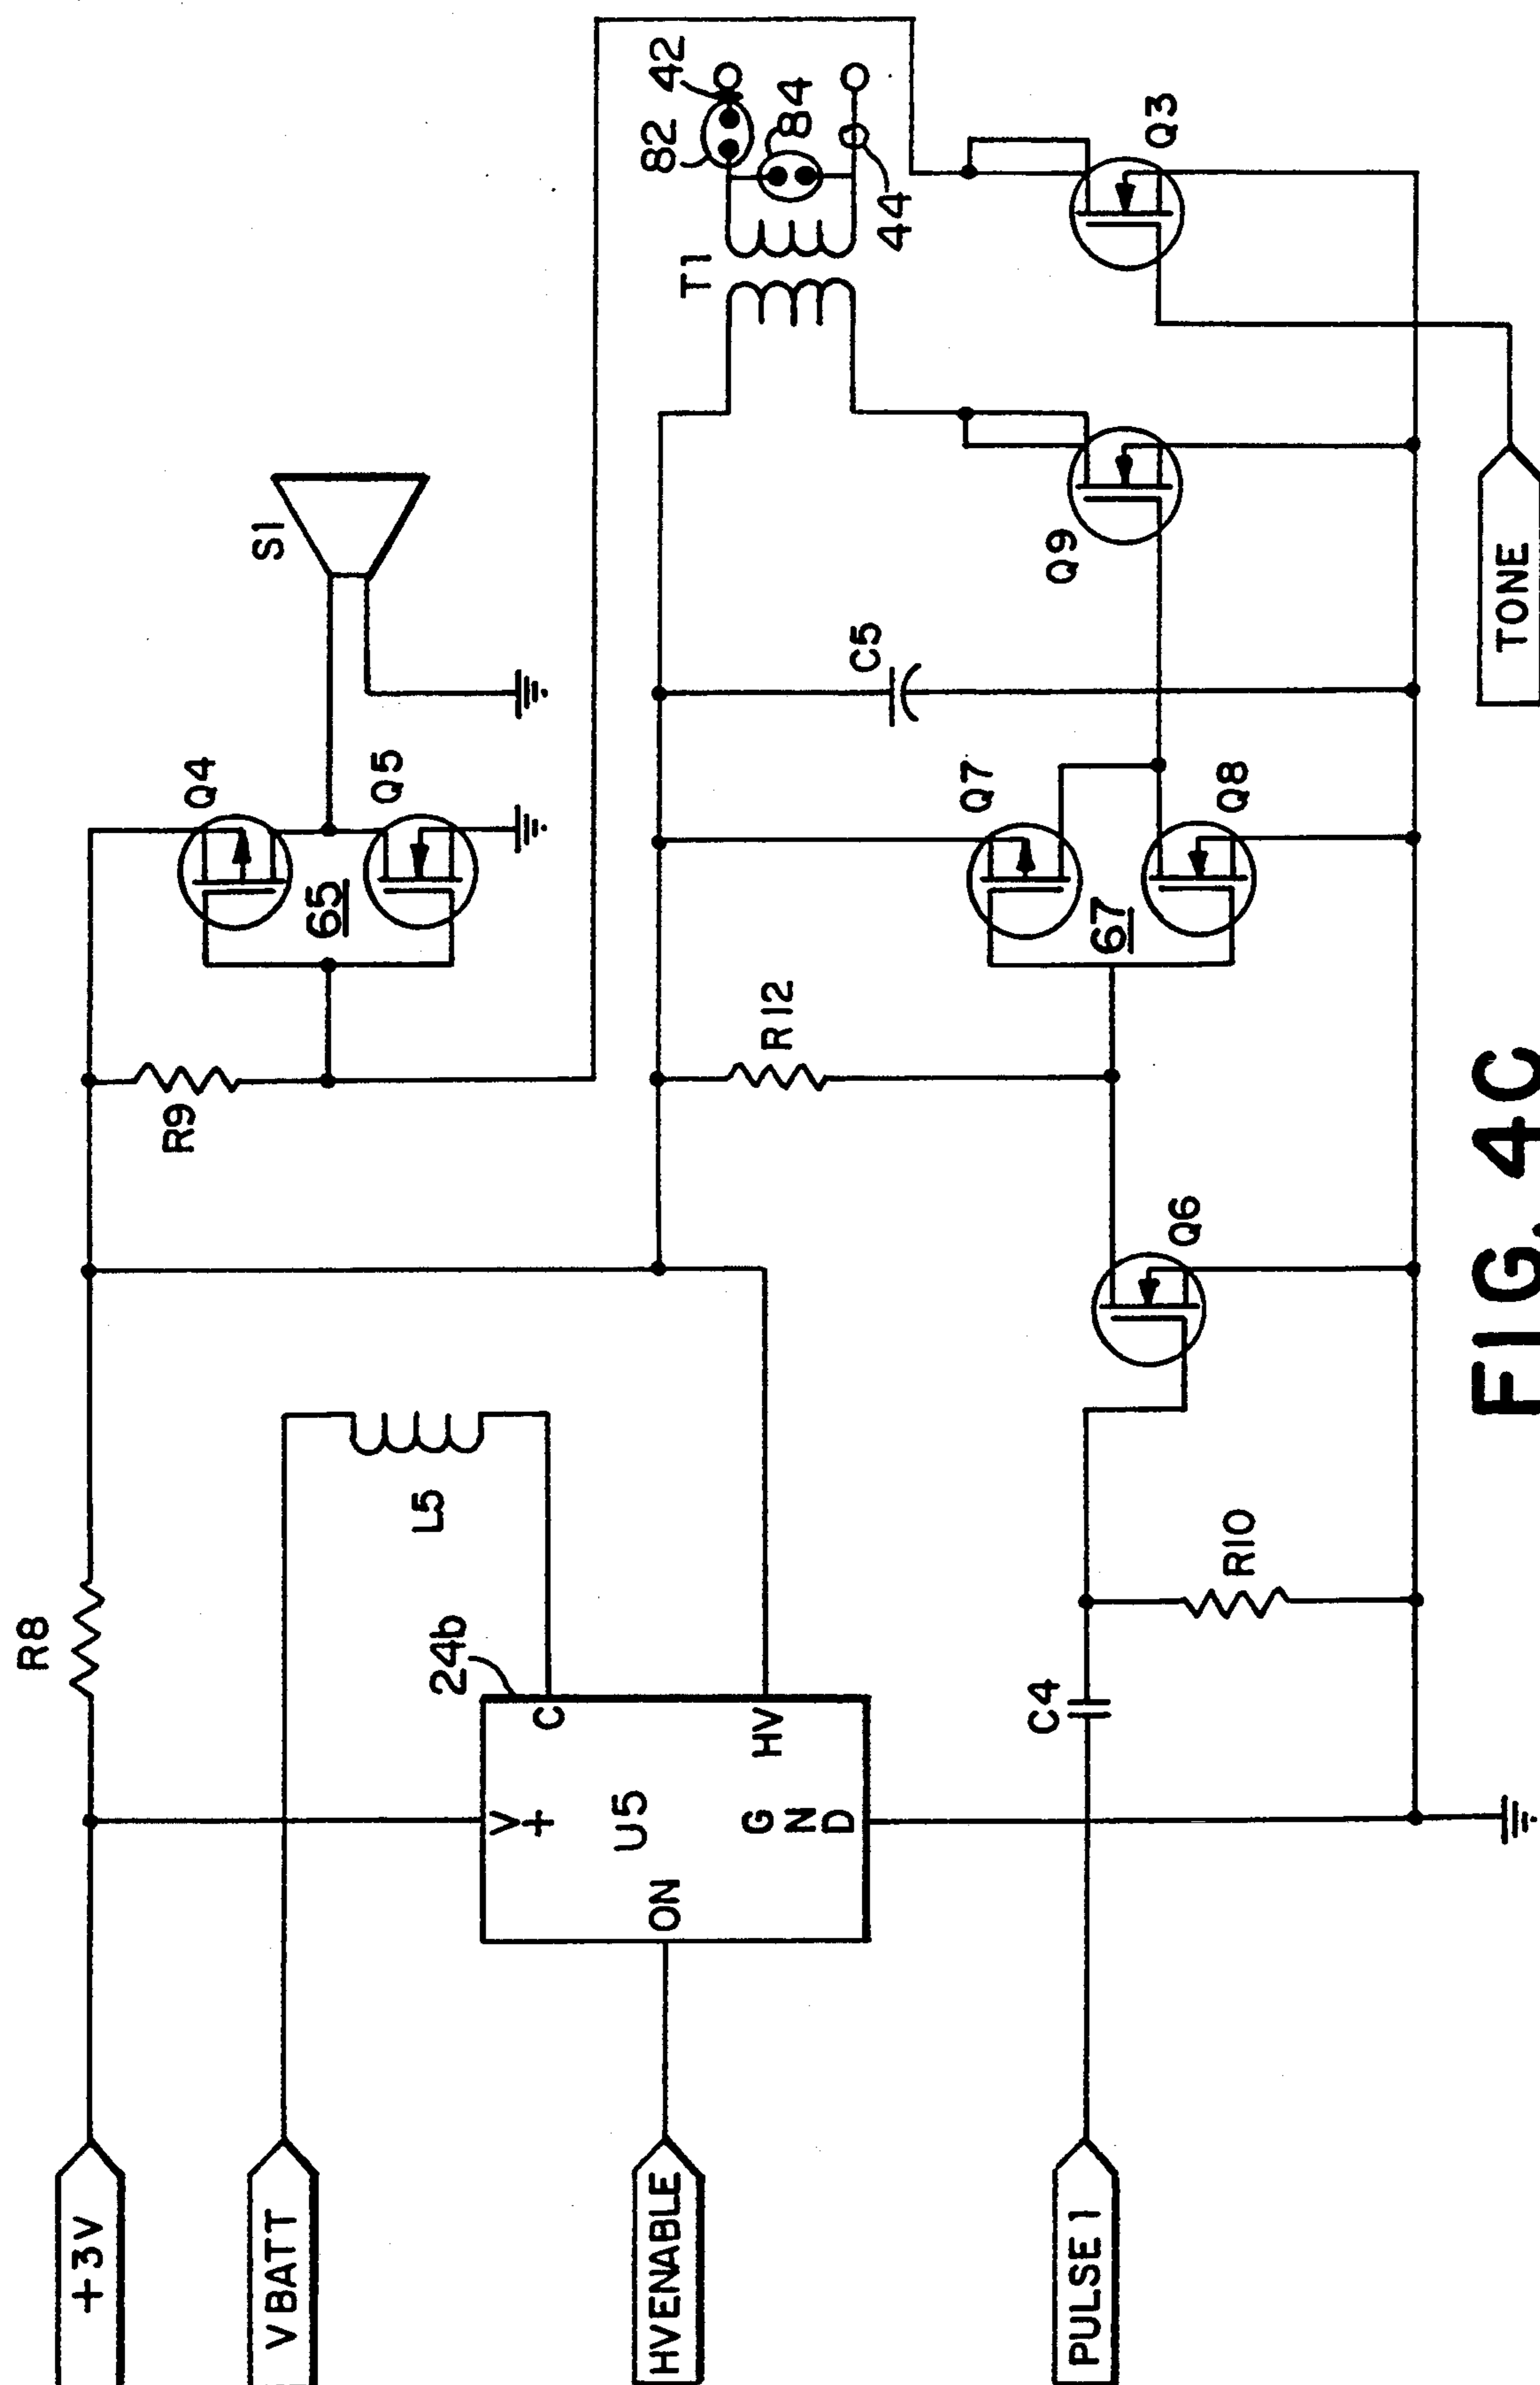 +3V
VBATT
HVENABLE
PULSE 1
R8
V+
C
24b
U5
ON
HV
GND
L5
C4
R10
R9
R12
Q6
Q4
65
Q5
S1
Q7
67
Q8
C5
Q9
T1
82
42
84
44
Q3
TONE
FIG. 4C